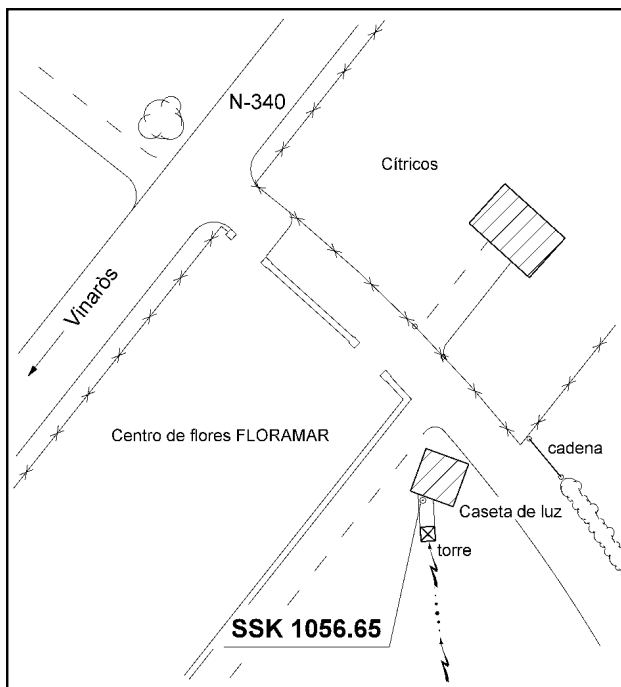 N-340
Cítricos
Vinaròs
Centro de flores FLORAMAR
cadena
Caseta de luz
torre
SSK 1056.65